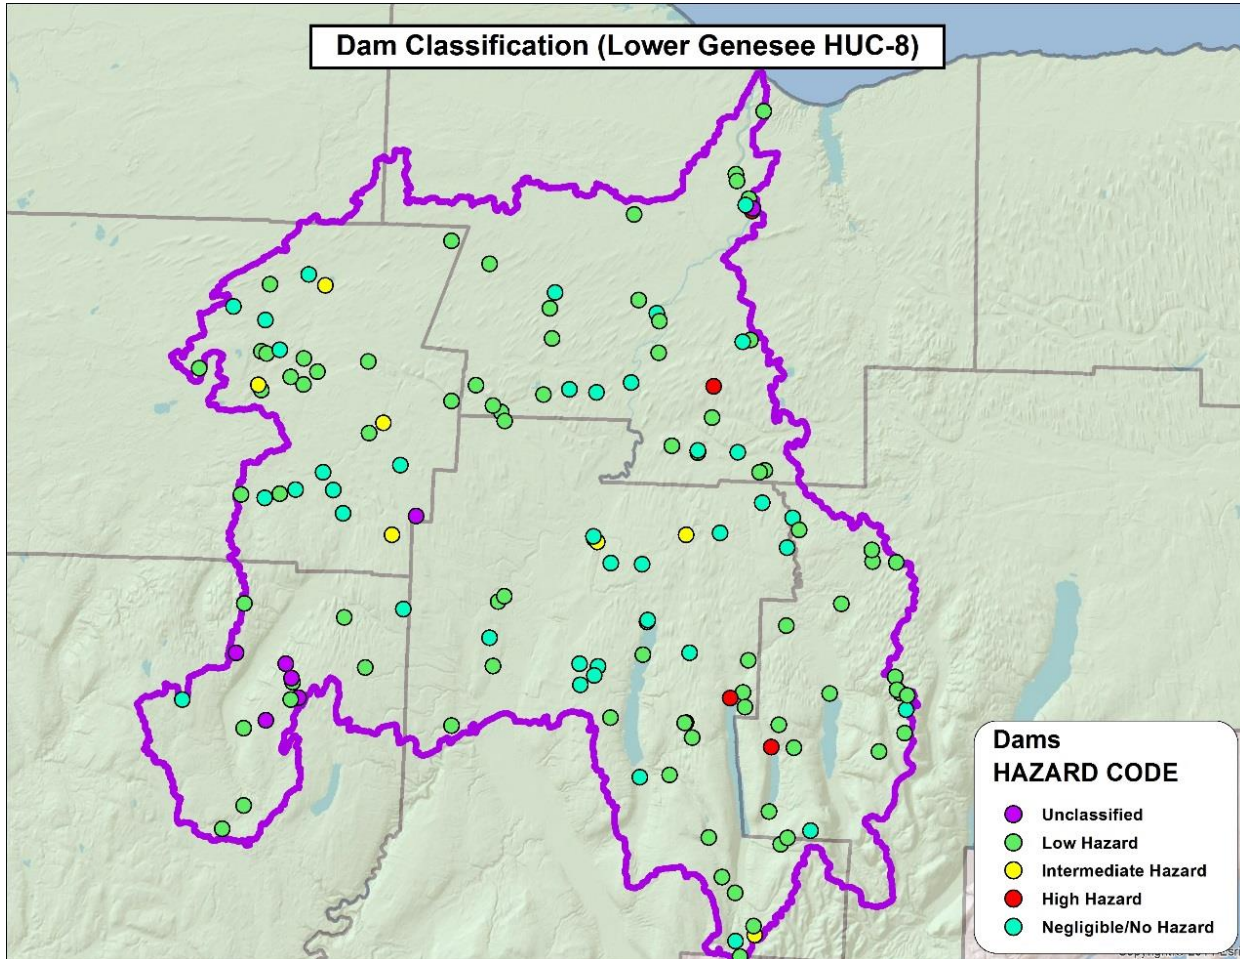 Dam Classification (Lower Genesee HUC-8)
Dams
HAZARD CODE
Unclassified
Low Hazard
Intermediate Hazard
High Hazard
Negligible/No Hazard